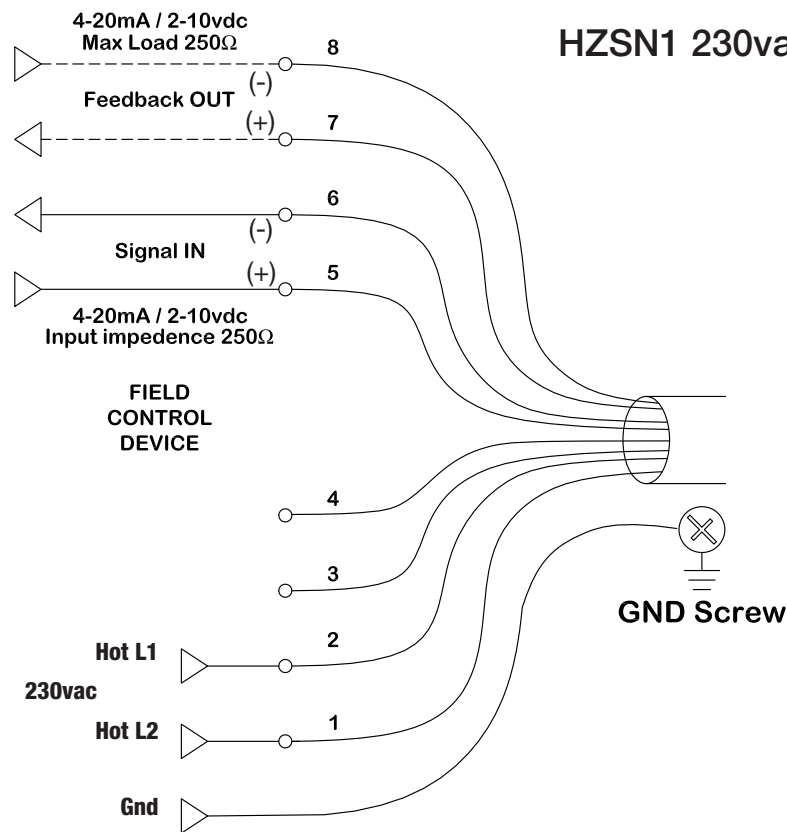 4-20mA / 2-10vdc
Max Load 250Ω
8
HZSN1 230va
(-)
Feedback OUT
(+)
7
6
(-)
Signal IN
(+)
5
4-20mA / 2-10vdc
Input impedence 250Ω
FIELD
CONTROL
DEVICE
4
3
GND Screw
Hot L1
2
230vac
Hot L2
1
Gnd